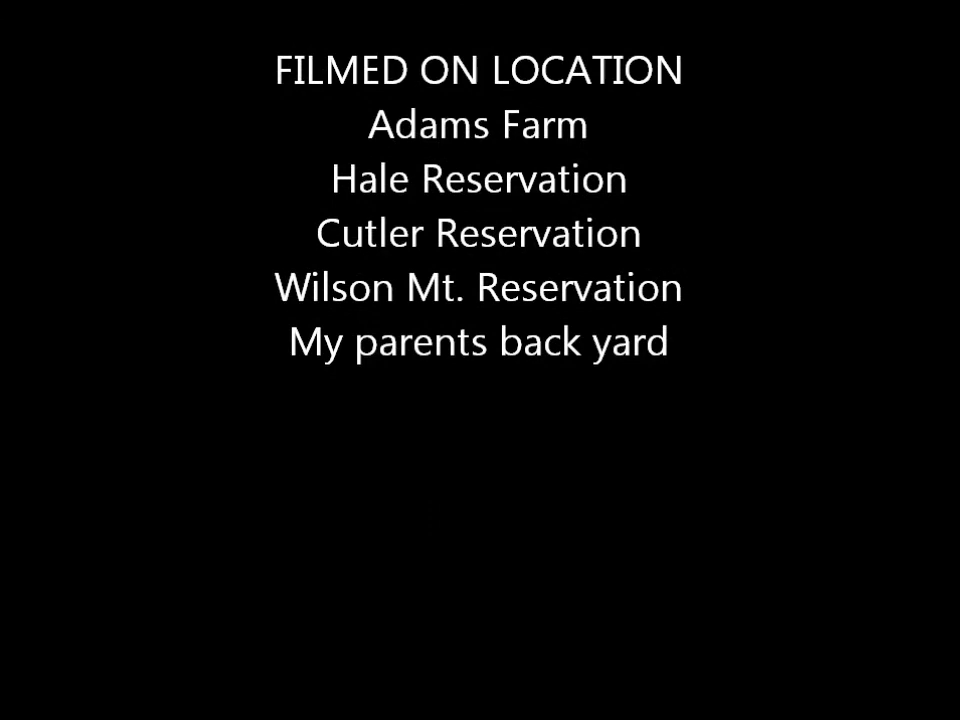 FILMED ON LOCATION
Adams Farm
Hale Reservation
Cutler Reservation
Wilson Mt. Reservation
My parents back yard